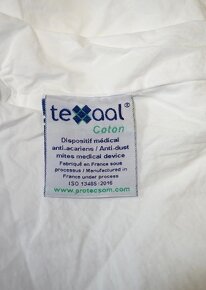 texaal®
Coton
Dispositif médical
anti-acariens / Anti-dust
mites medical device
Fabriqué en France sous
processus / Manufactured in
France under process
ISO 13485:2016
www.protecsom.com